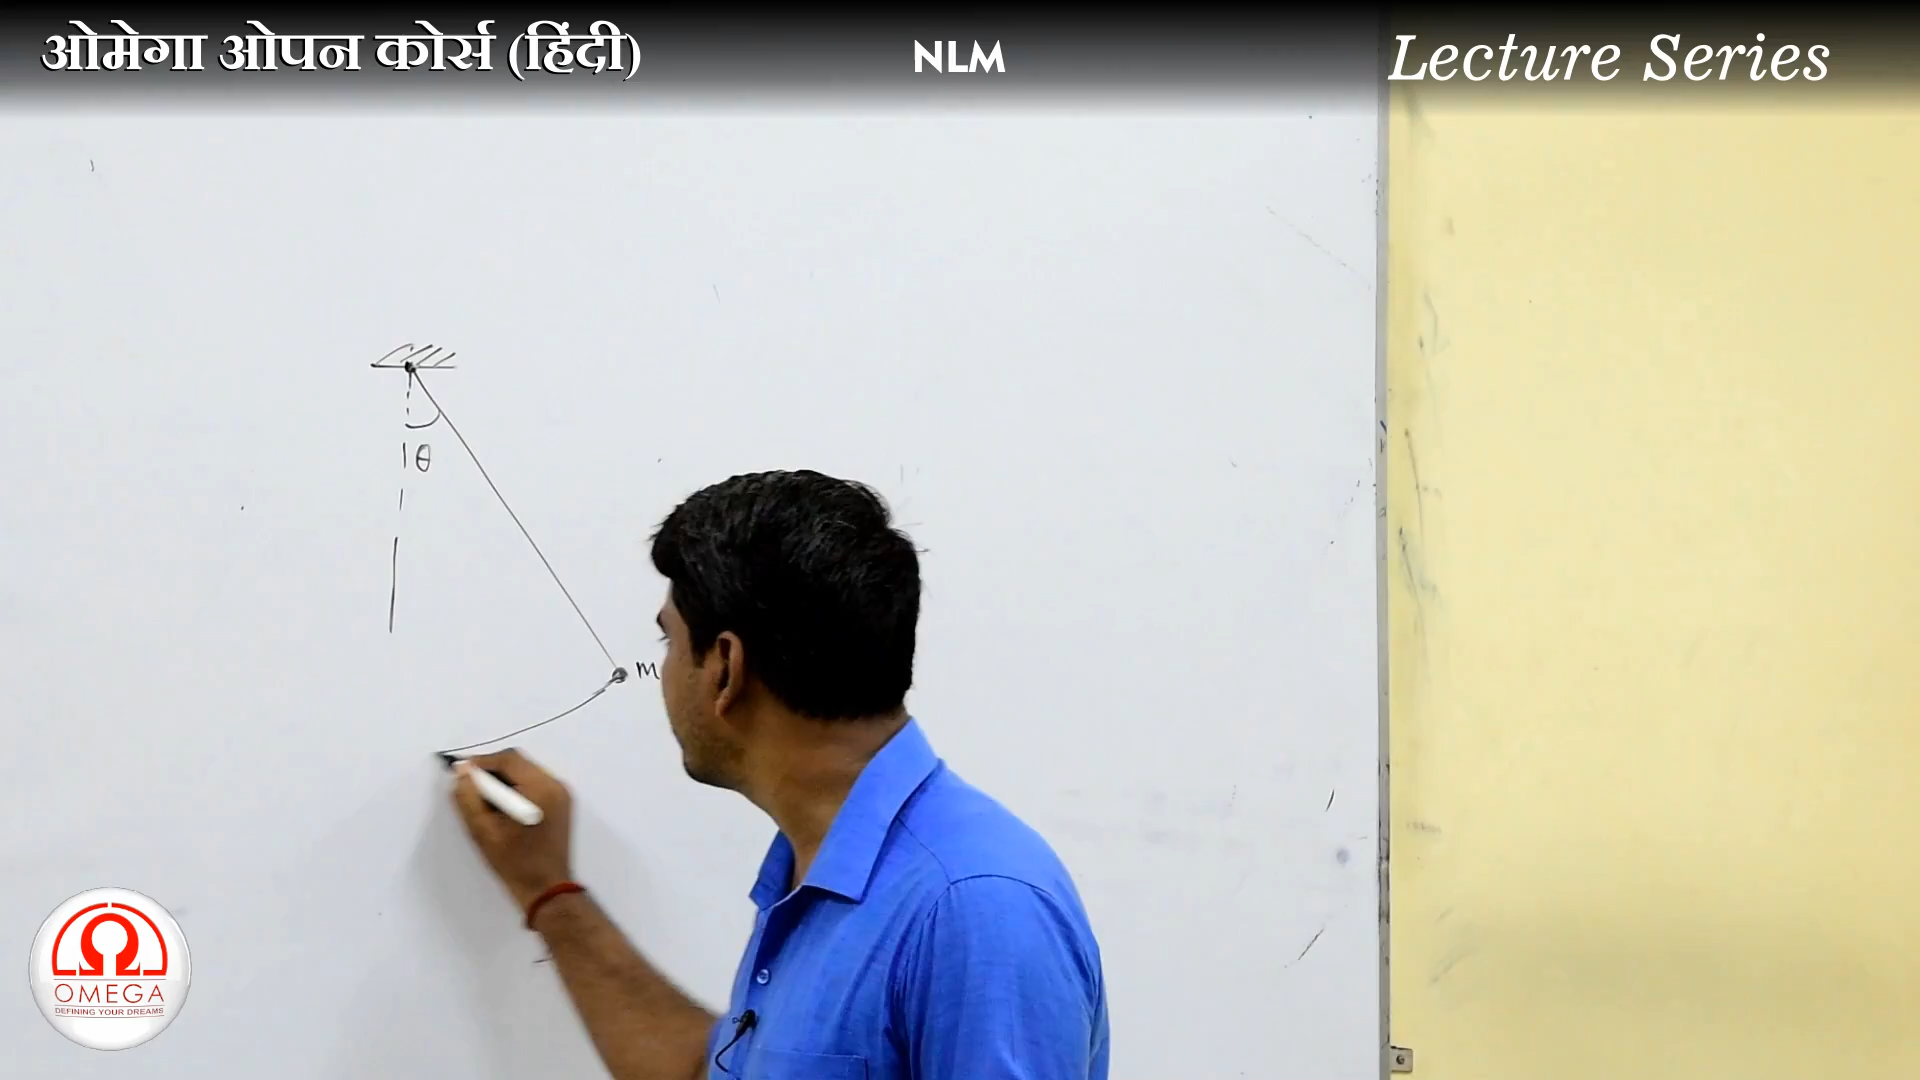 ओमेगा ओपन कोर्स (हिंदी)
NLM
Lecture Series
θ
m
Ω
OMEGA
DEFINING YOUR DREAMS